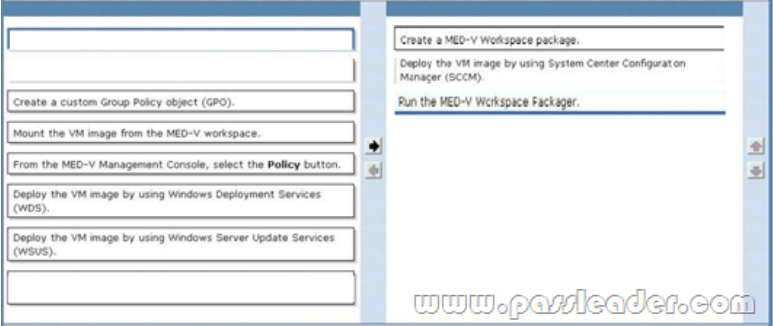 Create a custom Group Policy object (GPO).
Mount the VM image from the MED-V workspace.
From the MED-V Management Console, select the Policy button.
Deploy the VM image by using Windows Deployment Services
(WDS).
Deploy the VM image by using Windows Server Update Services
(WSUS).
Create a MED-V Workspace package.
Deploy the VM image by using System Center Configuration
Manager (SCCM).
Run the MED-V Workspace Packager.
www.passleader.com